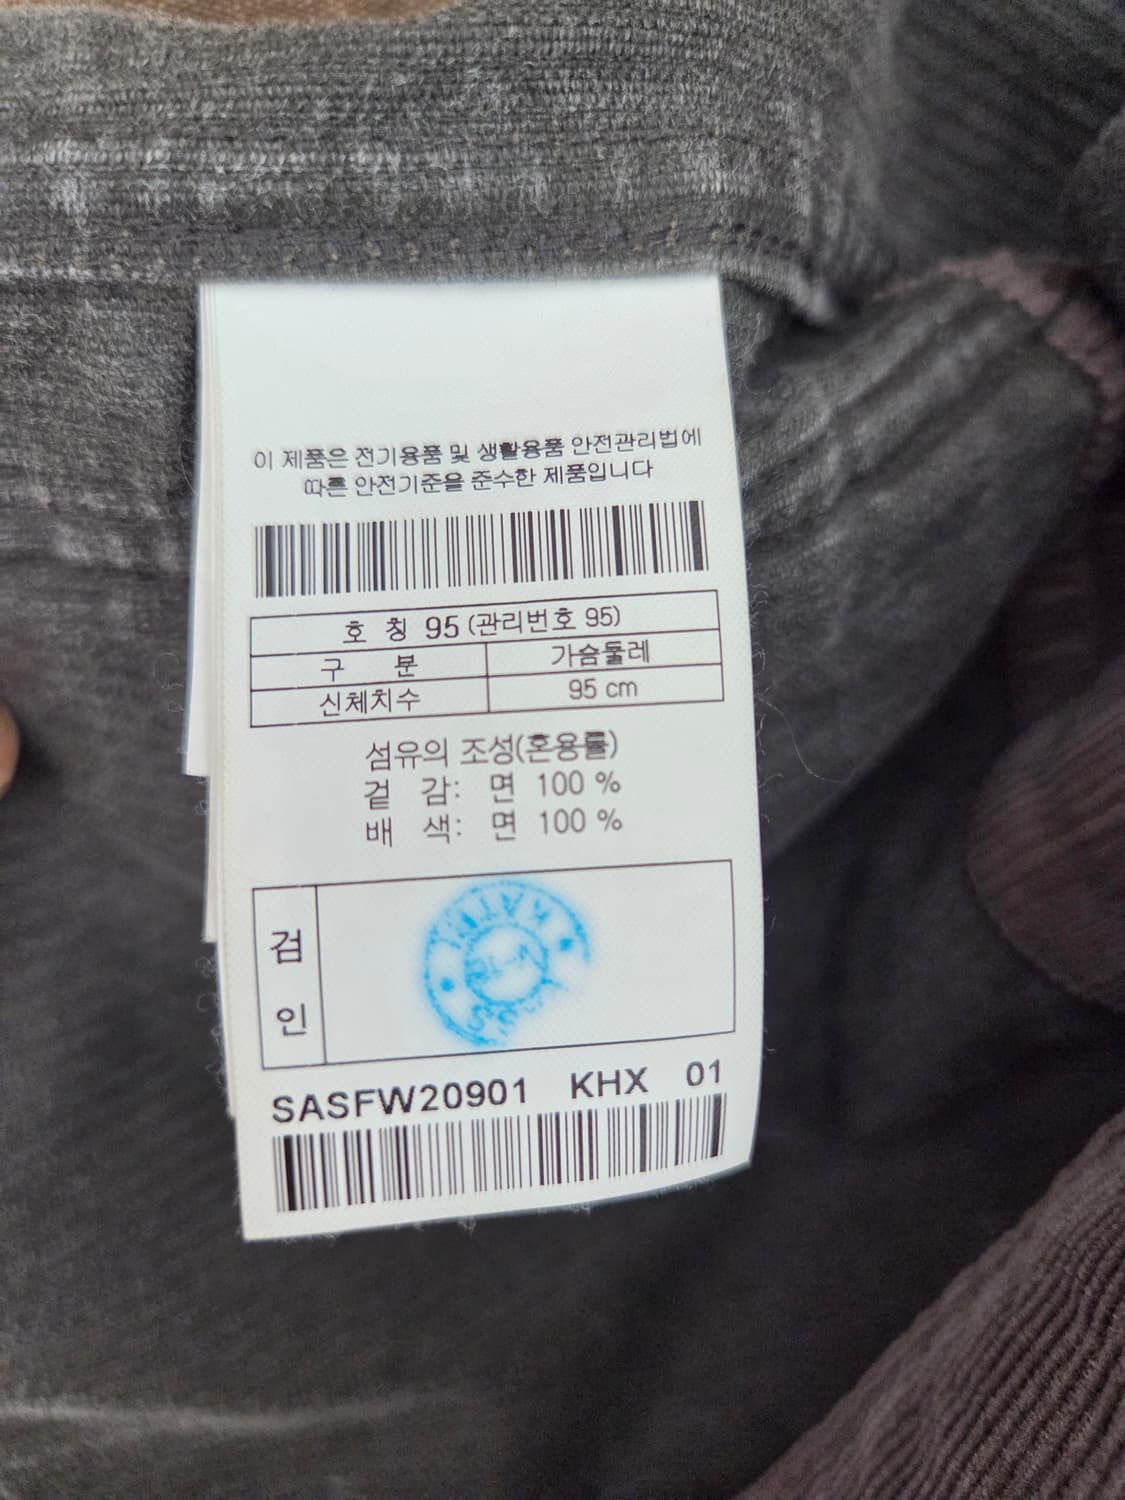 이 제품은 전기용품 및 생활용품 안전관리법에
따른 안전기준을 준수한 제품입니다
호 칭 95 (관리번호 95)
구 분 가슴둘레
신체치수 95 cm
섬유의 조성(혼용률)
겉 감: 면 100 %
배 색: 면 100 %
검
인
KATRI
SASFW20901 KHX 01